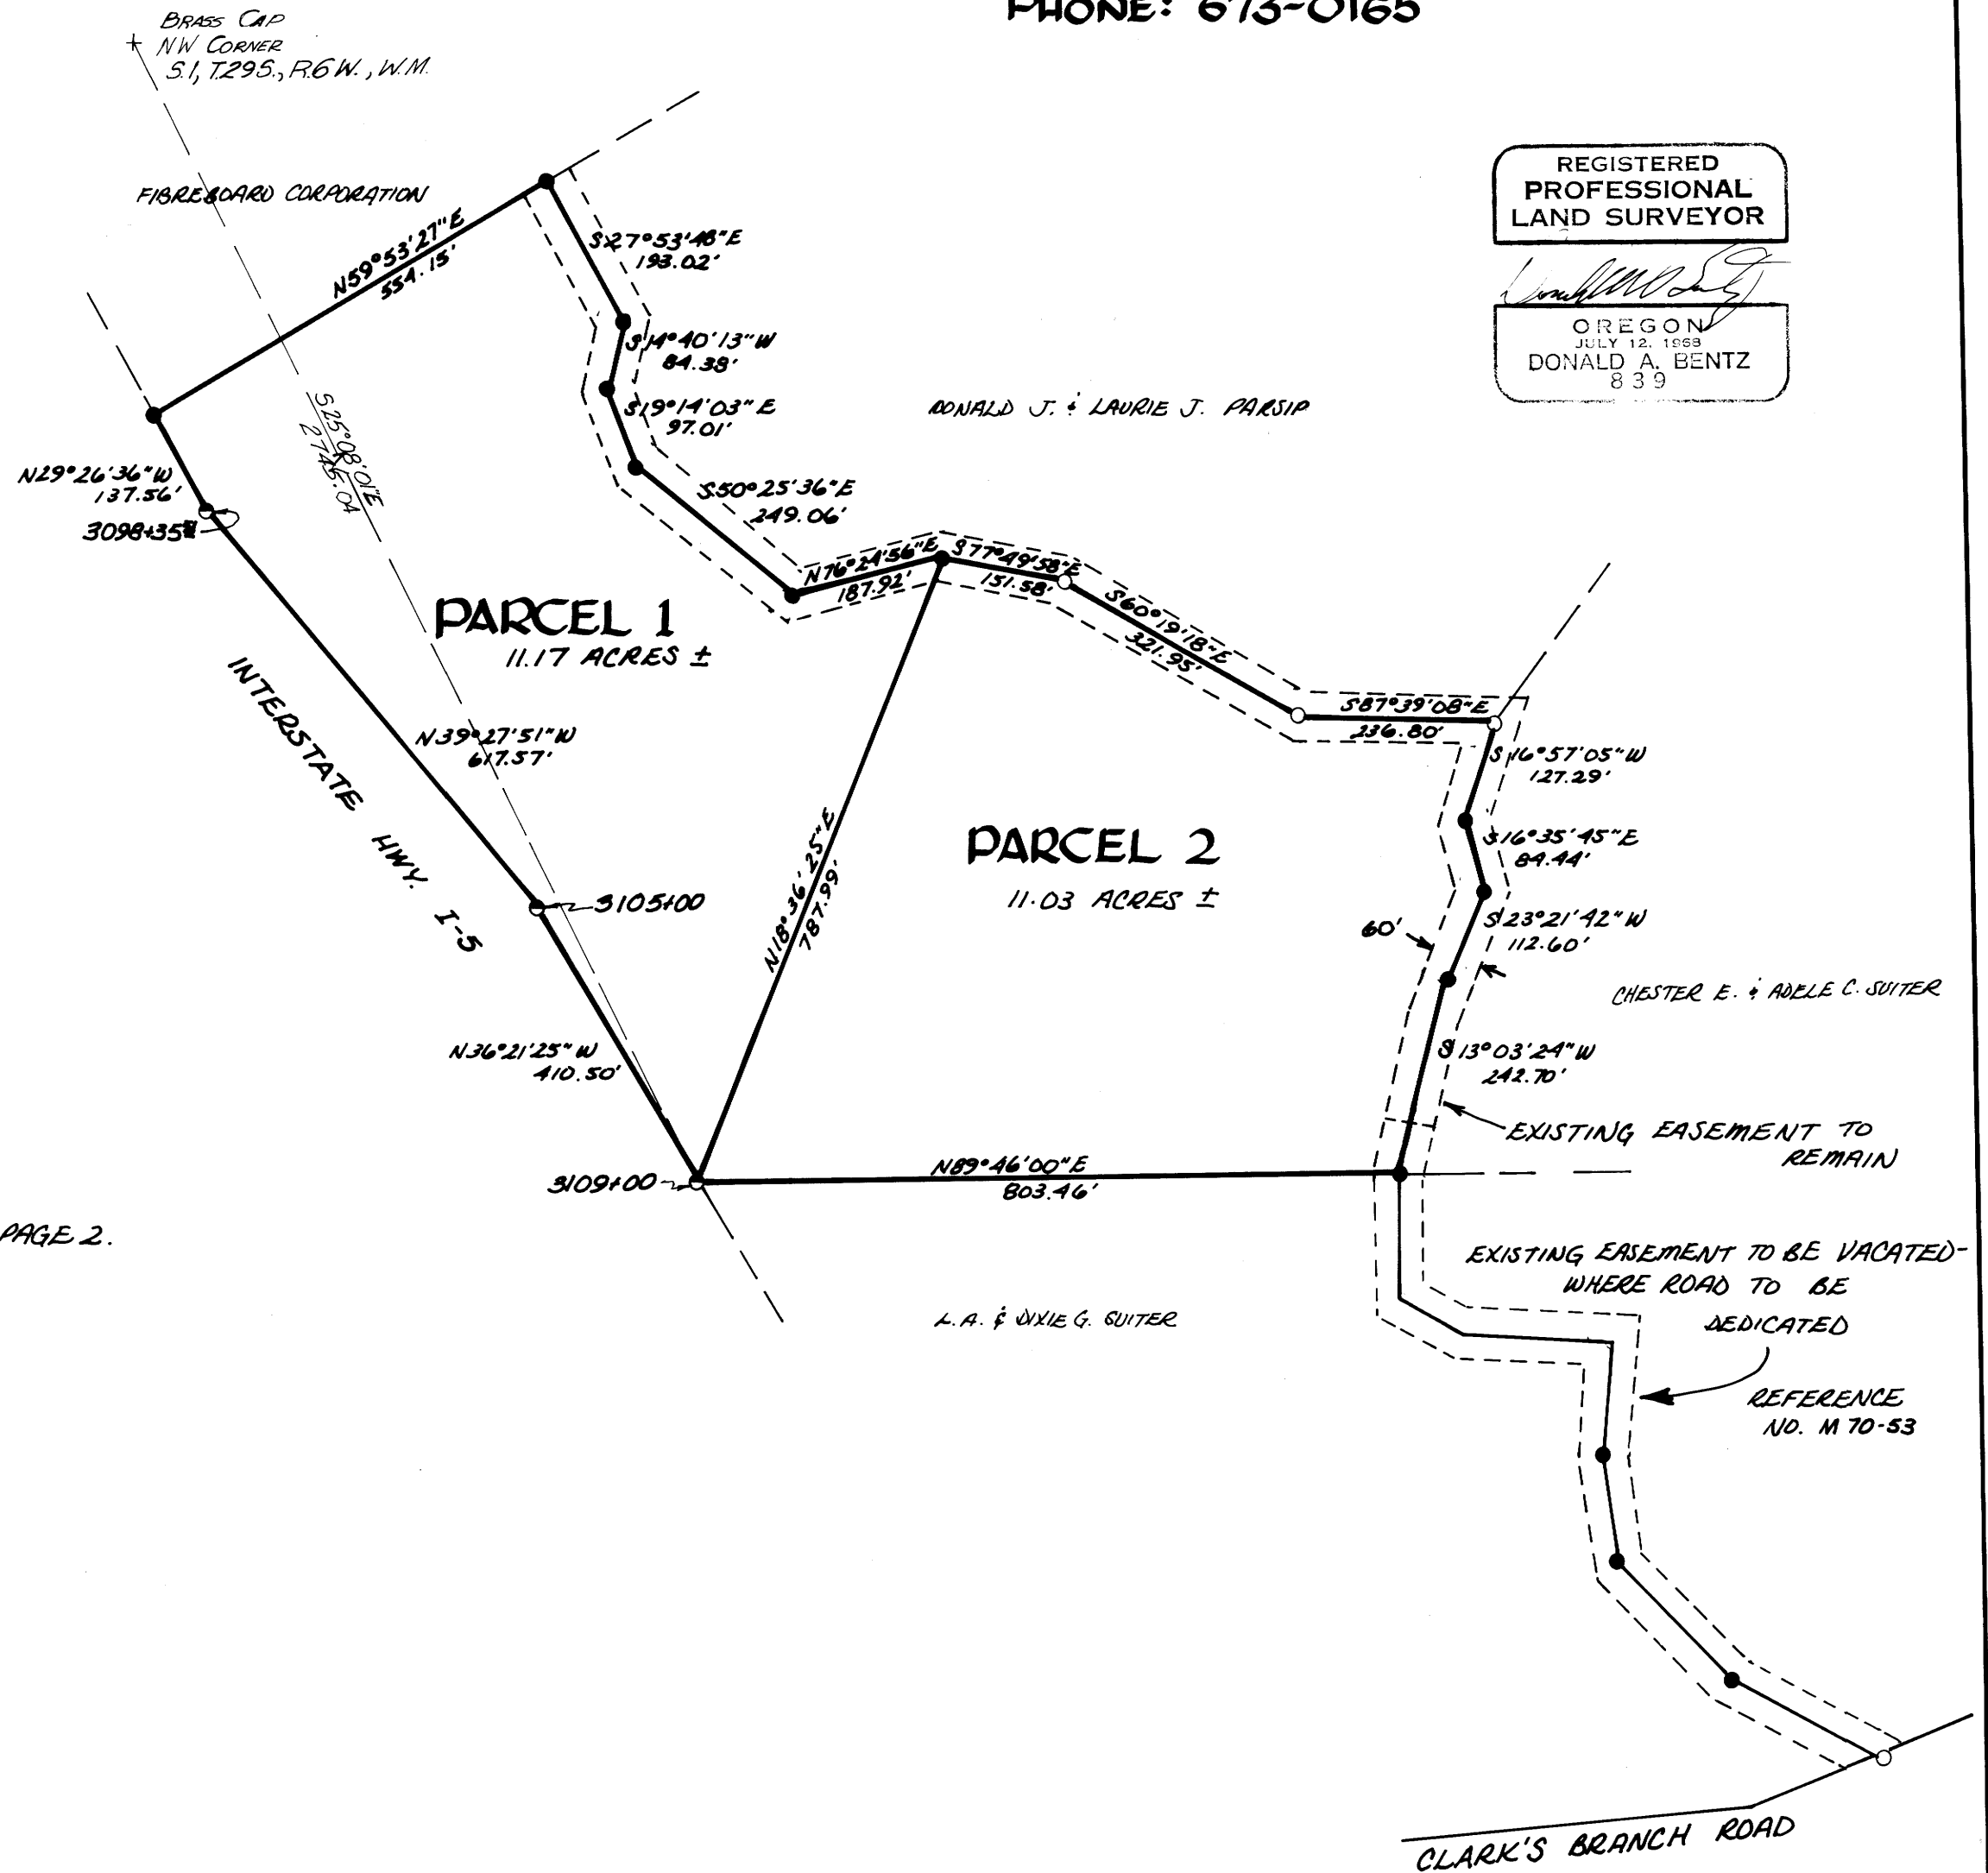 PHONE: 673-0165
BRASS CAP
NW CORNER
S.1, T.29S., R.6W., W.M.
REGISTERED
PROFESSIONAL
LAND SURVEYOR
OREGON
JULY 12, 1968
DONALD A. BENTZ
839
FIBREBOARD CORPORATION
N59°53'27"E
554.15'
S27°53'48"E
193.02'
S14°40'13"W
84.38'
S19°14'03"E
97.01'
DONALD J. & LAURIE J. PARSIP
S25°08'01"E
2745.04
N29°26'36"W
137.56'
3098+35
S50°25'36"E
249.06'
N76°24'56"E
187.92'
S77°49'58"E
151.58'
S60°19'18"E
321.95'
PARCEL 1
11.17 ACRES ±
S87°39'08"E
236.80'
S16°57'05"W
127.29'
INTERSTATE HWY. I-5
N39°27'51"W
617.57'
S16°35'45"E
84.44'
PARCEL 2
11.03 ACRES ±
N18°36'25"E
787.99'
3105+00
60'
S23°21'42"W
112.60'
CHESTER E. & ADELE C. SUITER
N36°21'25"W
410.50'
S13°03'24"W
242.70'
EXISTING EASEMENT TO
REMAIN
3109+00
N89°46'00"E
803.46'
PAGE 2.
EXISTING EASEMENT TO BE VACATED-
WHERE ROAD TO BE
DEDICATED
L.A. & DIXIE G. SUITER
REFERENCE
NO. M 70-53
CLARK'S BRANCH ROAD